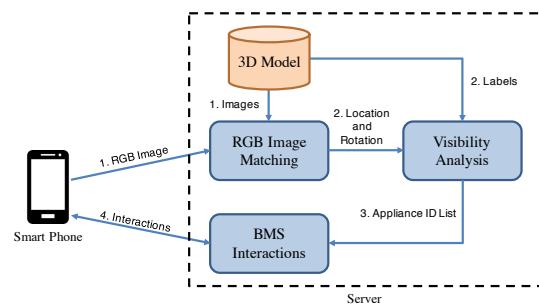 3D Model
1. Images
2. Labels
2. Location
and
Rotation
RGB Image
Matching
Visibility
Analysis
1. RGB Image
3. Appliance ID List
4. Interactions
BMS
Interactions
Smart Phone
Server